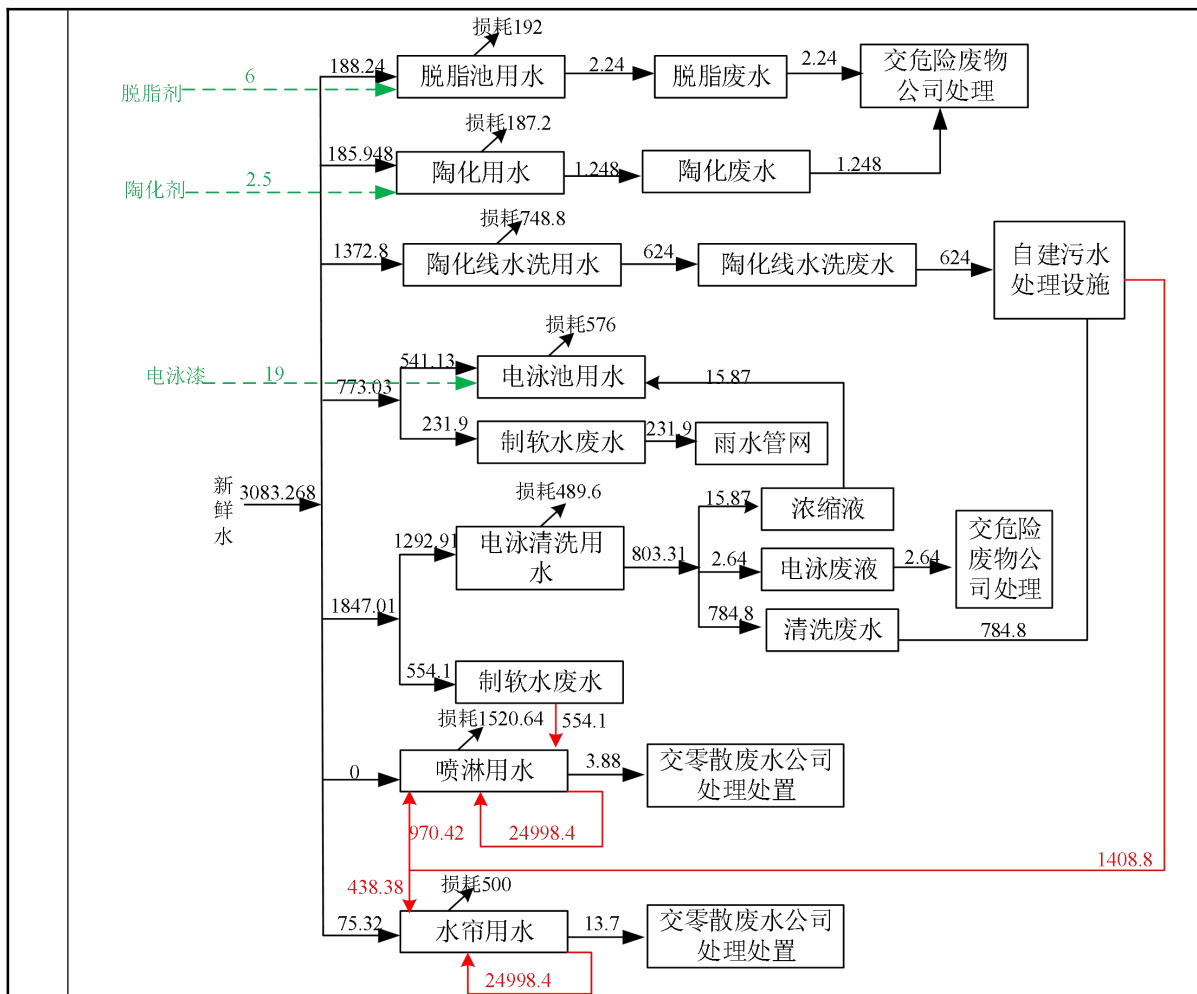 损耗192
188.24
脱脂池用水
2.24
脱脂废水
2.24
交危险废物
公司处理
脱脂剂
6
损耗187.2
185.948
陶化用水
1.248
陶化废水
1.248
陶化剂
2.5
损耗748.8
1372.8
陶化线水洗用水
624
陶化线水洗废水
624
自建污水
处理设施
损耗576
541.13
电泳池用水
15.87
电泳漆
19
773.03
231.9
制软水废水
231.9
雨水管网
新鲜水
3083.268
损耗489.6
1292.91
电泳清洗用
水
803.31
15.87
浓缩液
2.64
电泳废液
2.64
交危险
废物公
司处理
784.8
清洗废水
784.8
1847.01
554.1
制软水废水
554.1
损耗1520.64
0
喷淋用水
3.88
交零散废水公司
处理处置
970.42
24998.4
1408.8
438.38
损耗500
75.32
水帘用水
13.7
交零散废水公司
处理处置
24998.4